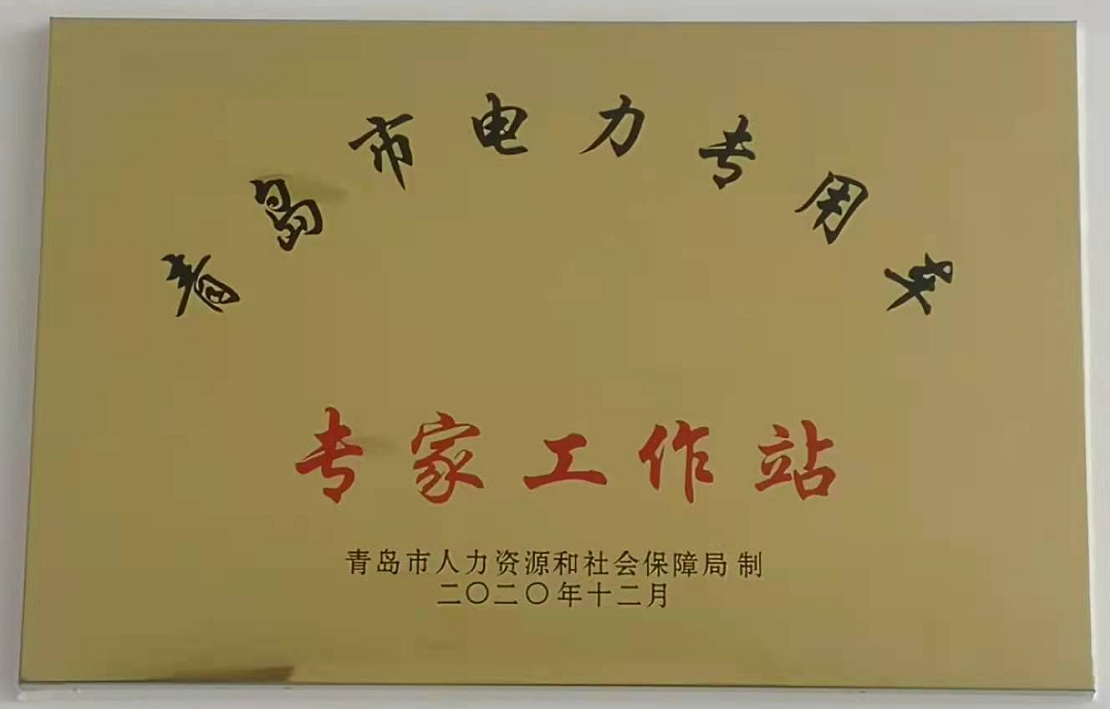 青岛市电力专用车
专家工作站
青岛市人力资源和社会保障局 制
二〇二〇年十二月